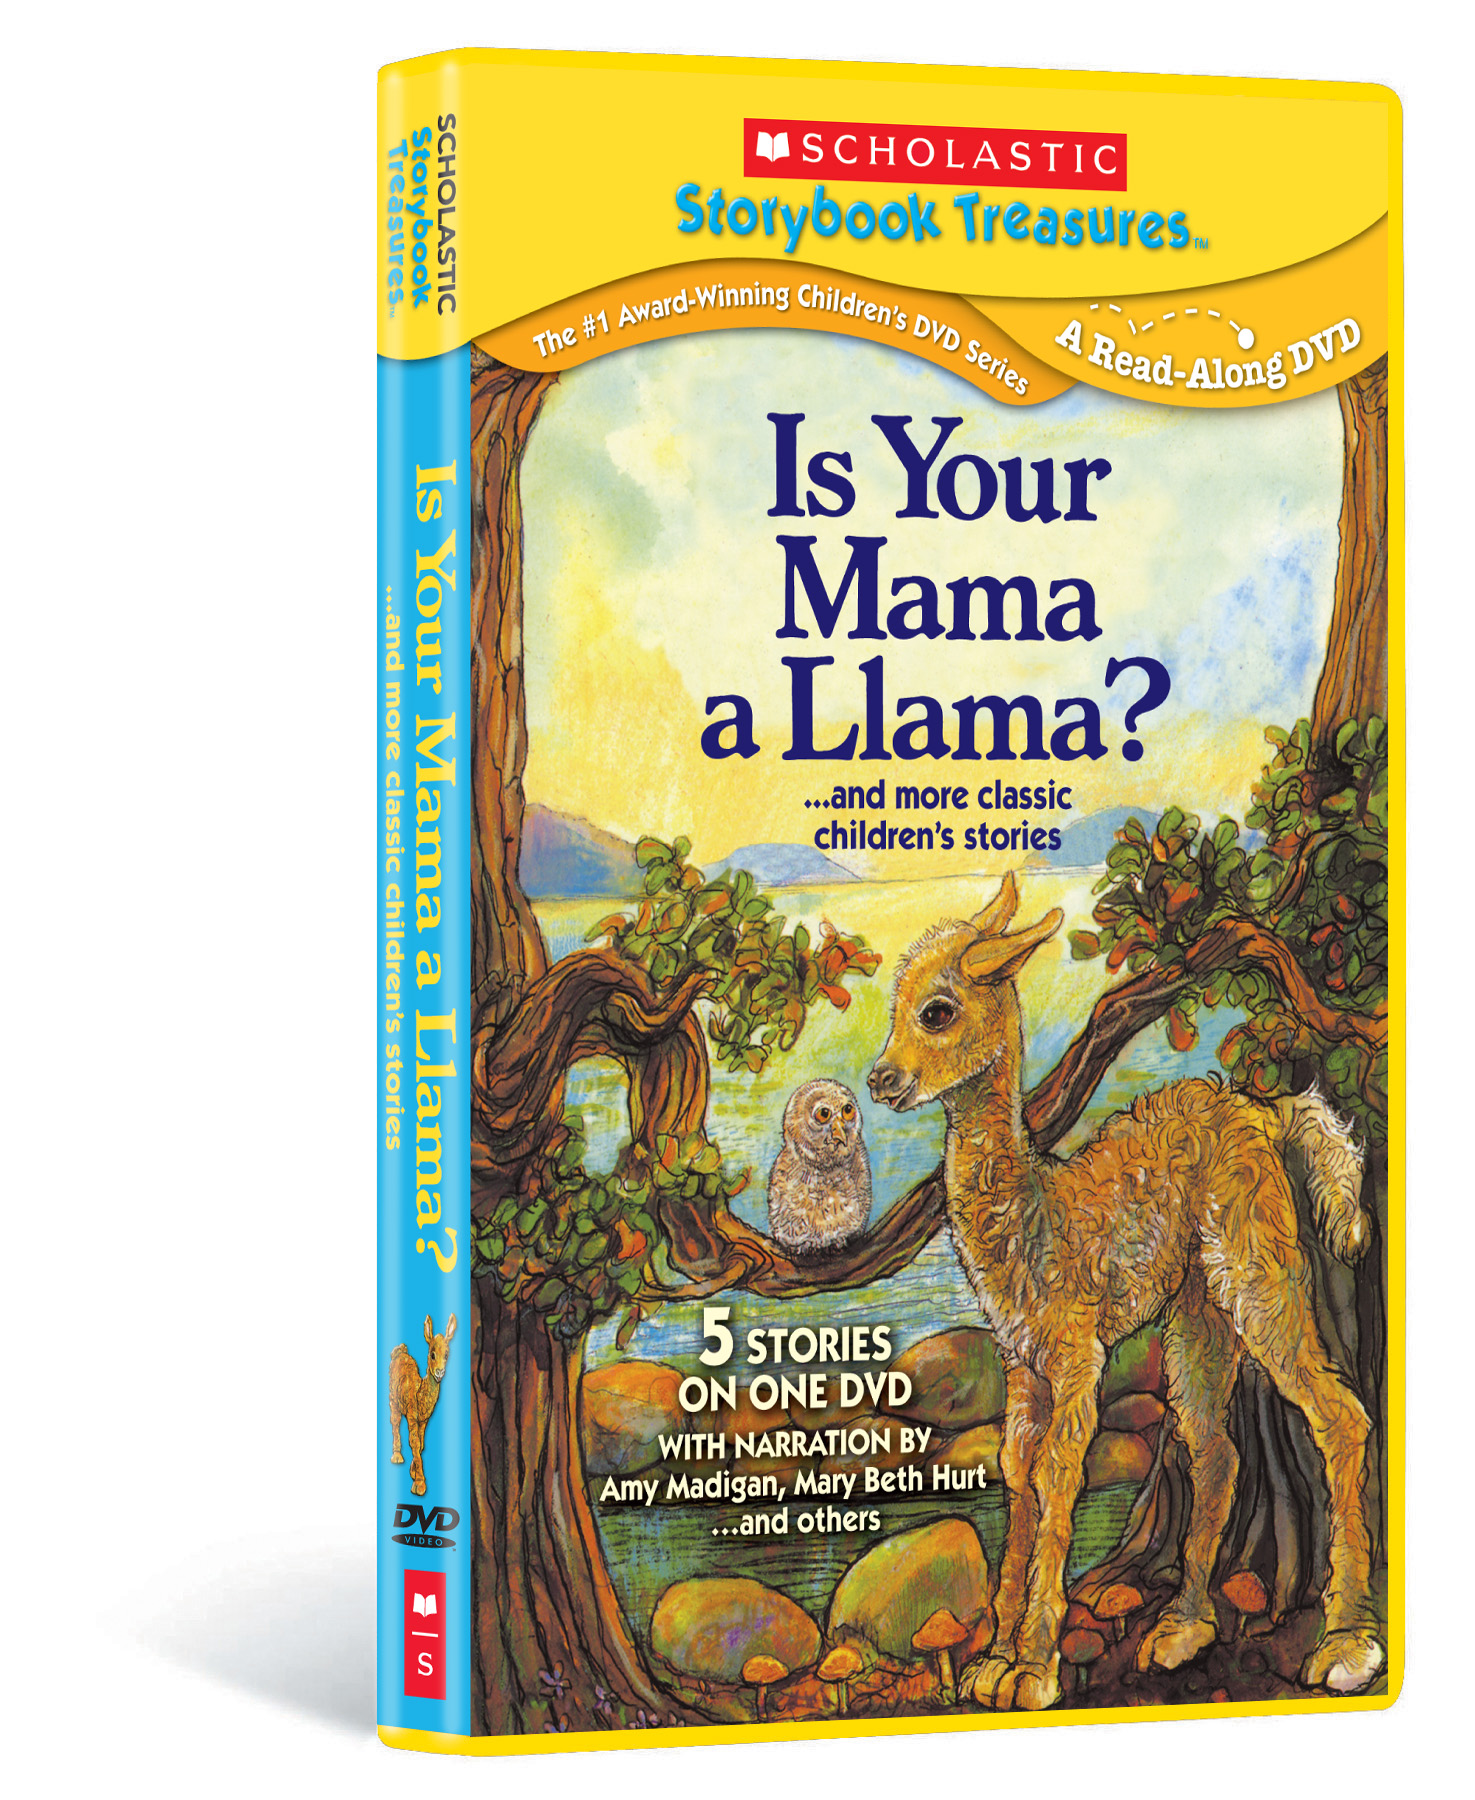 SCHOLASTIC
Storybook Treasures™
The #1 Award-Winning Children's DVD Series
A Read-Along DVD
Is Your
Mama
a Llama?
...and more classic
children's stories
5 STORIES
ON ONE DVD
WITH NARRATION BY
Amy Madigan, Mary Beth Hurt
...and others
SCHOLASTIC
Storybook
Treasures™
Is Your Mama a Llama?
...and more classic children's stories
DVD
VIDEO
S